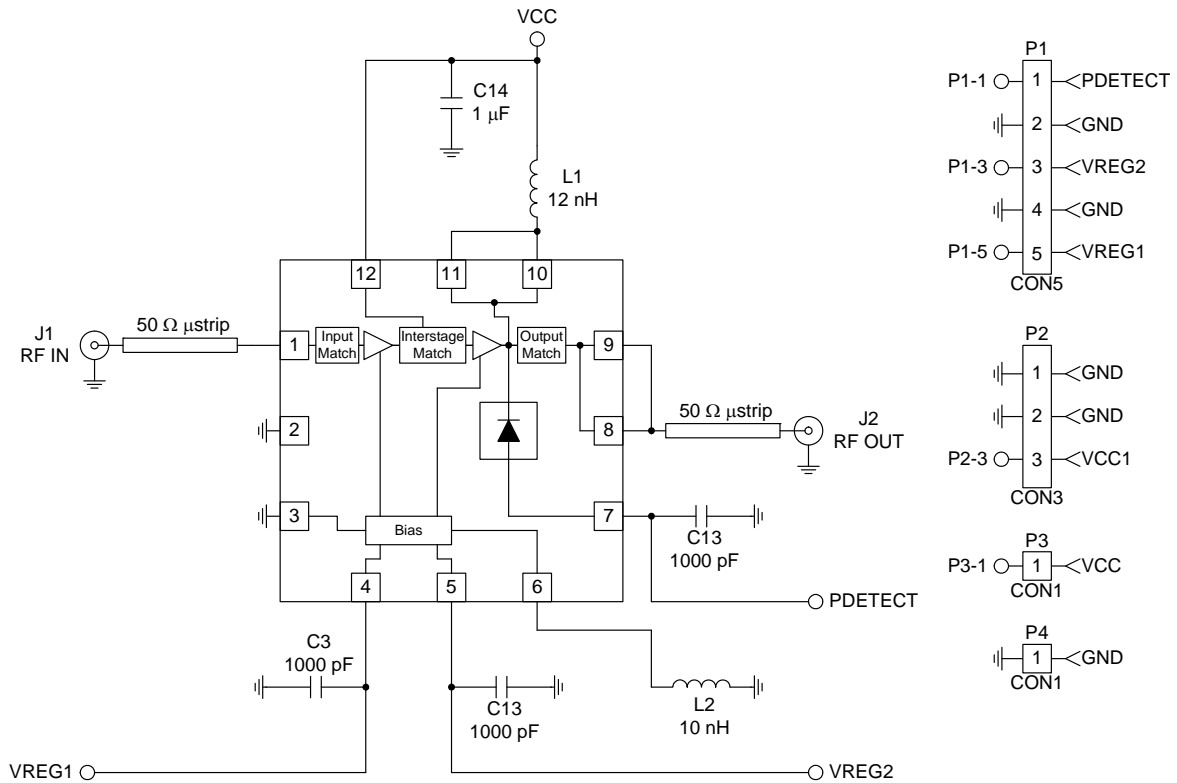 VCC
C14
1 μF
L1
12 nH
12
11
10
J1
RF IN
50 Ω μstrip
1
Input
Match
Interstage
Match
Output
Match
9
2
8
50 Ω μstrip
J2
RF OUT
3
Bias
7
C13
1000 pF
4
5
6
PDETECT
C3
1000 pF
C13
1000 pF
L2
10 nH
VREG1
VREG2
P1
P1-1
1
PDETECT
2
GND
P1-3
3
VREG2
4
GND
P1-5
5
VREG1
CON5
P2
1
GND
2
GND
P2-3
3
VCC1
CON3
P3
P3-1
1
VCC
CON1
P4
1
GND
CON1